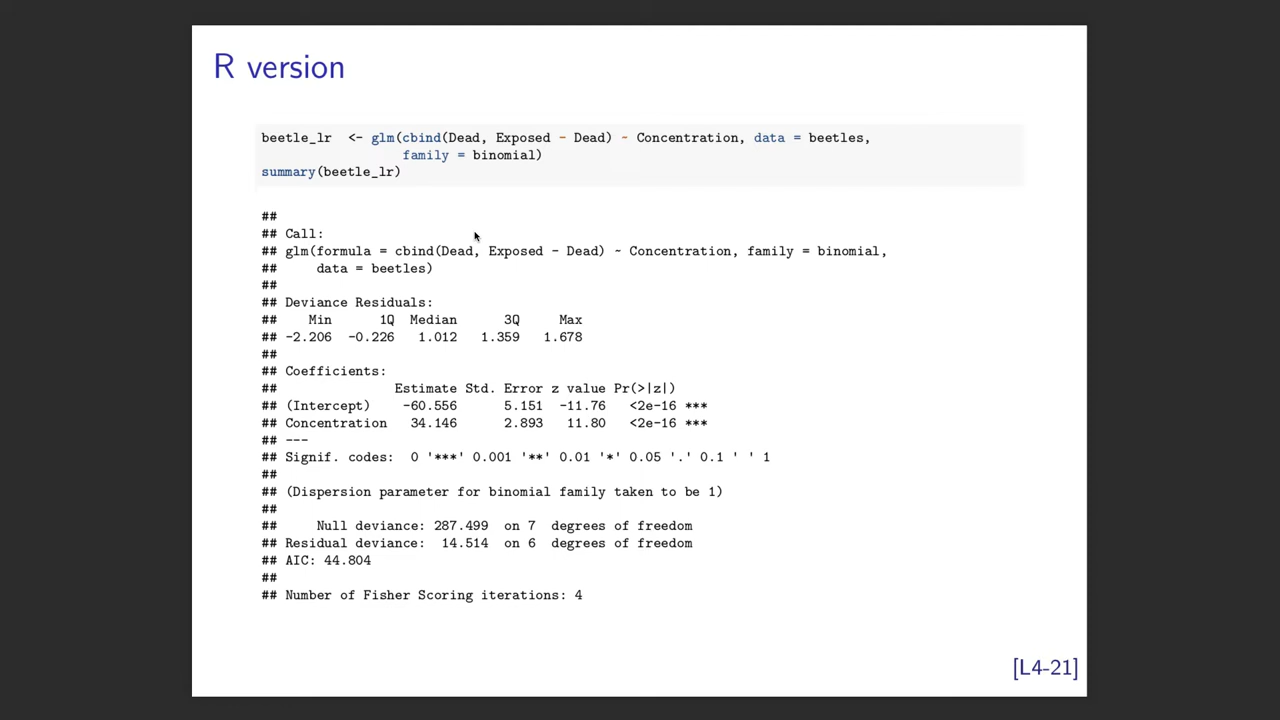 R version
beetle_lr  <- glm(cbind(Dead, Exposed - Dead) ~ Concentration, data = beetles,
                  family = binomial)
summary(beetle_lr)
##
## Call:
## glm(formula = cbind(Dead, Exposed - Dead) ~ Concentration, family = binomial,
##     data = beetles)
##
## Deviance Residuals:
##    Min      1Q  Median      3Q     Max
## -2.206  -0.226   1.012   1.359   1.678
##
## Coefficients:
##               Estimate Std. Error z value Pr(>|z|)
## (Intercept)    -60.556      5.151  -11.76   <2e-16 ***
## Concentration   34.146      2.893   11.80   <2e-16 ***
## ---
## Signif. codes:  0 '***' 0.001 '**' 0.01 '*' 0.05 '.' 0.1 ' ' 1
##
## (Dispersion parameter for binomial family taken to be 1)
##
##     Null deviance: 287.499  on 7  degrees of freedom
## Residual deviance:  14.514  on 6  degrees of freedom
## AIC: 44.804
##
## Number of Fisher Scoring iterations: 4
[L4-21]